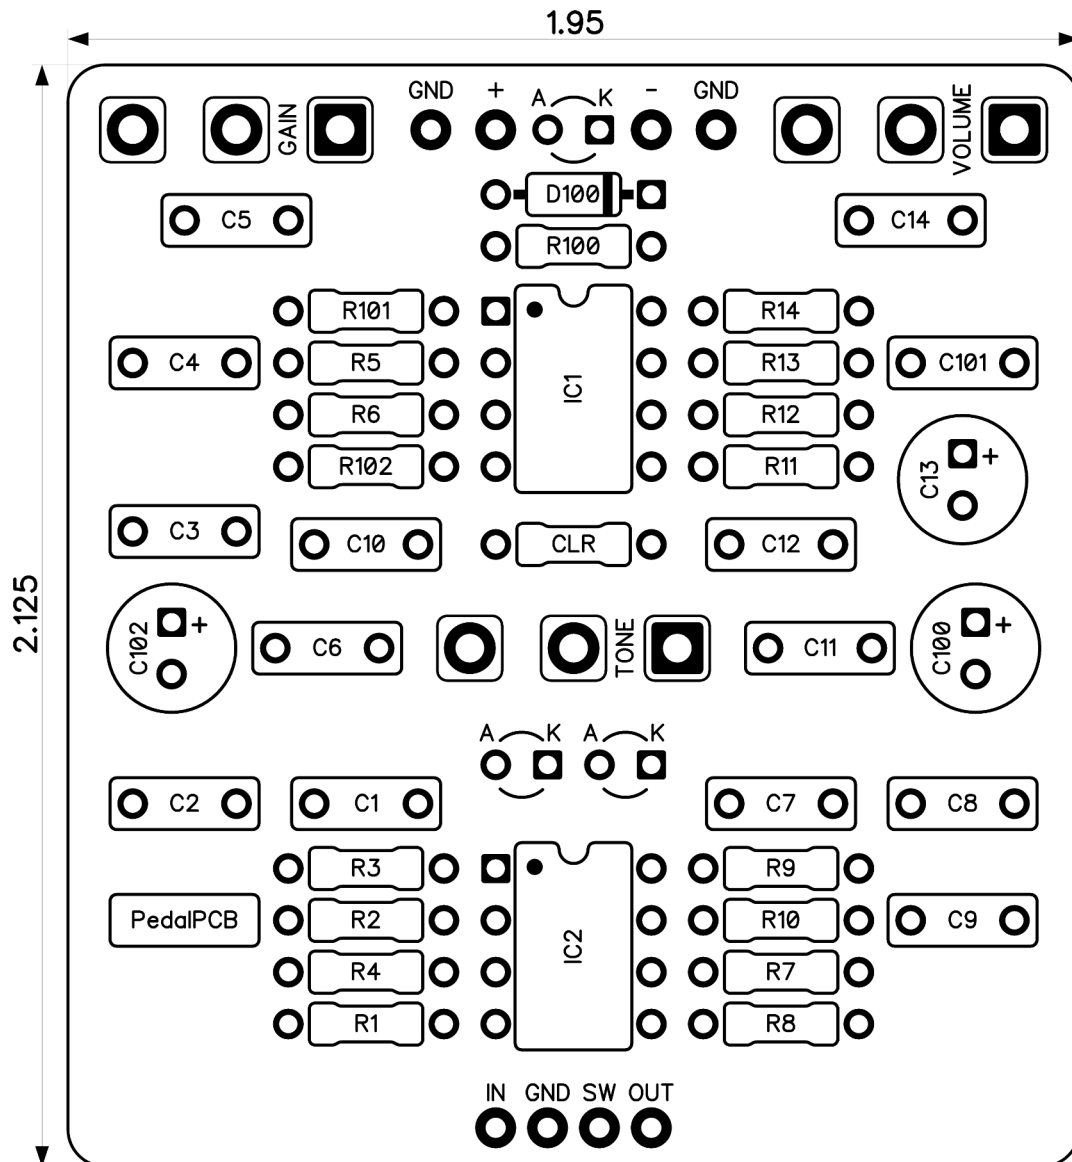 1.95
GND + A K - GND
GAIN
VOLUME
D100
C5
C14
R100
R101
R14
C4
R5
IC1
R13
C101
R6
R12
R102
R11
C13 +
C3
C10
CLR
C12
2.125
C102 +
C6
TONE
C11
C100 +
A K A K
C2
C1
C7
C8
R3
R9
PedalPCB
R2
IC2
R10
C9
R4
R7
R1
R8
IN GND SW OUT